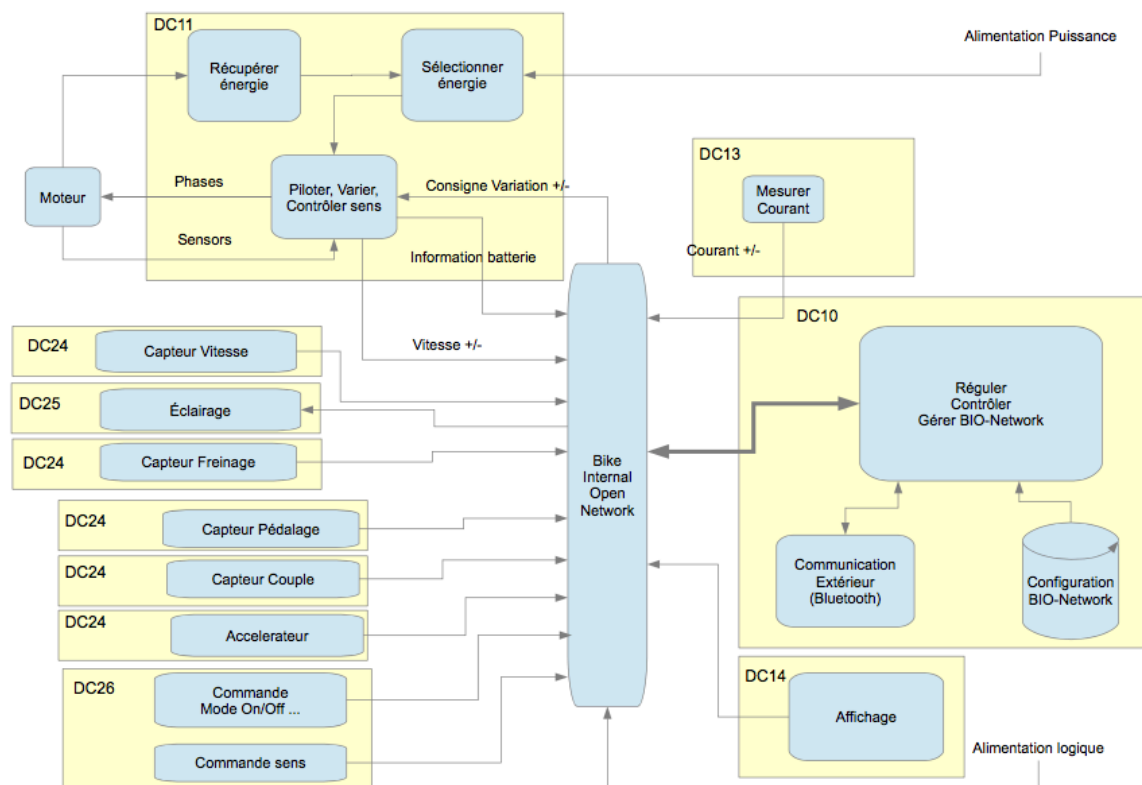 DC11
Alimentation Puissance
Récupérer
énergie
Sélectionner
énergie
DC13
Mesurer
Courant
Moteur
Phases
Piloter, Varier,
Contrôler sens
Consigne Variation +/-
Sensors
Information batterie
Courant +/-
DC10
Vitesse +/-
DC24
Capteur Vitesse
Réguler
Contrôler
Gérer BIO-Network
DC25
Éclairage
DC24
Capteur Freinage
Bike
Internal
Open
Network
DC24
Capteur Pédalage
DC24
Capteur Couple
Communication
Extérieur
(Bluetooth)
Configuration
BIO-Network
DC24
Accelerateur
DC26
Commande
Mode On/Off ...
DC14
Affichage
Commande sens
Alimentation logique